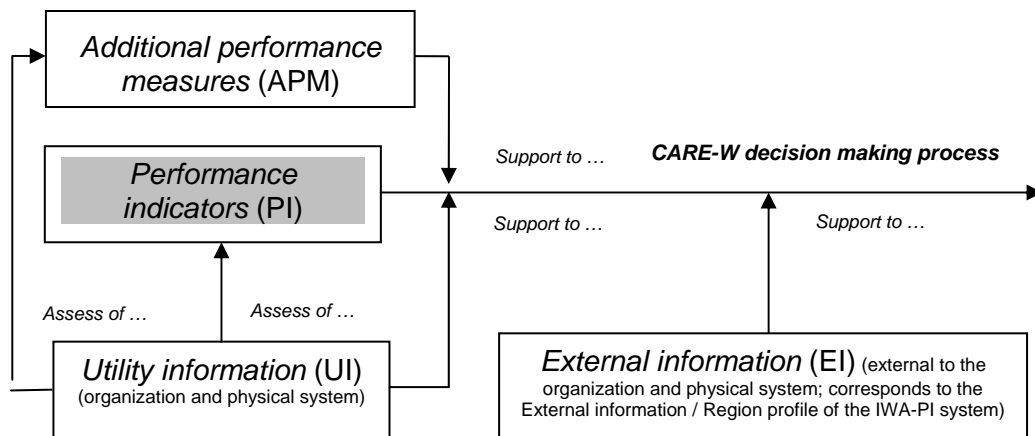 Additional performance
measures (APM)
Support to …
CARE-W decision making process
Performance
indicators (PI)
Support to …
Support to …
Assess of …
Assess of …
Utility information (UI)
(organization and physical system)
External information (EI) (external to the
organization and physical system; corresponds to the
External information / Region profile of the IWA-PI system)